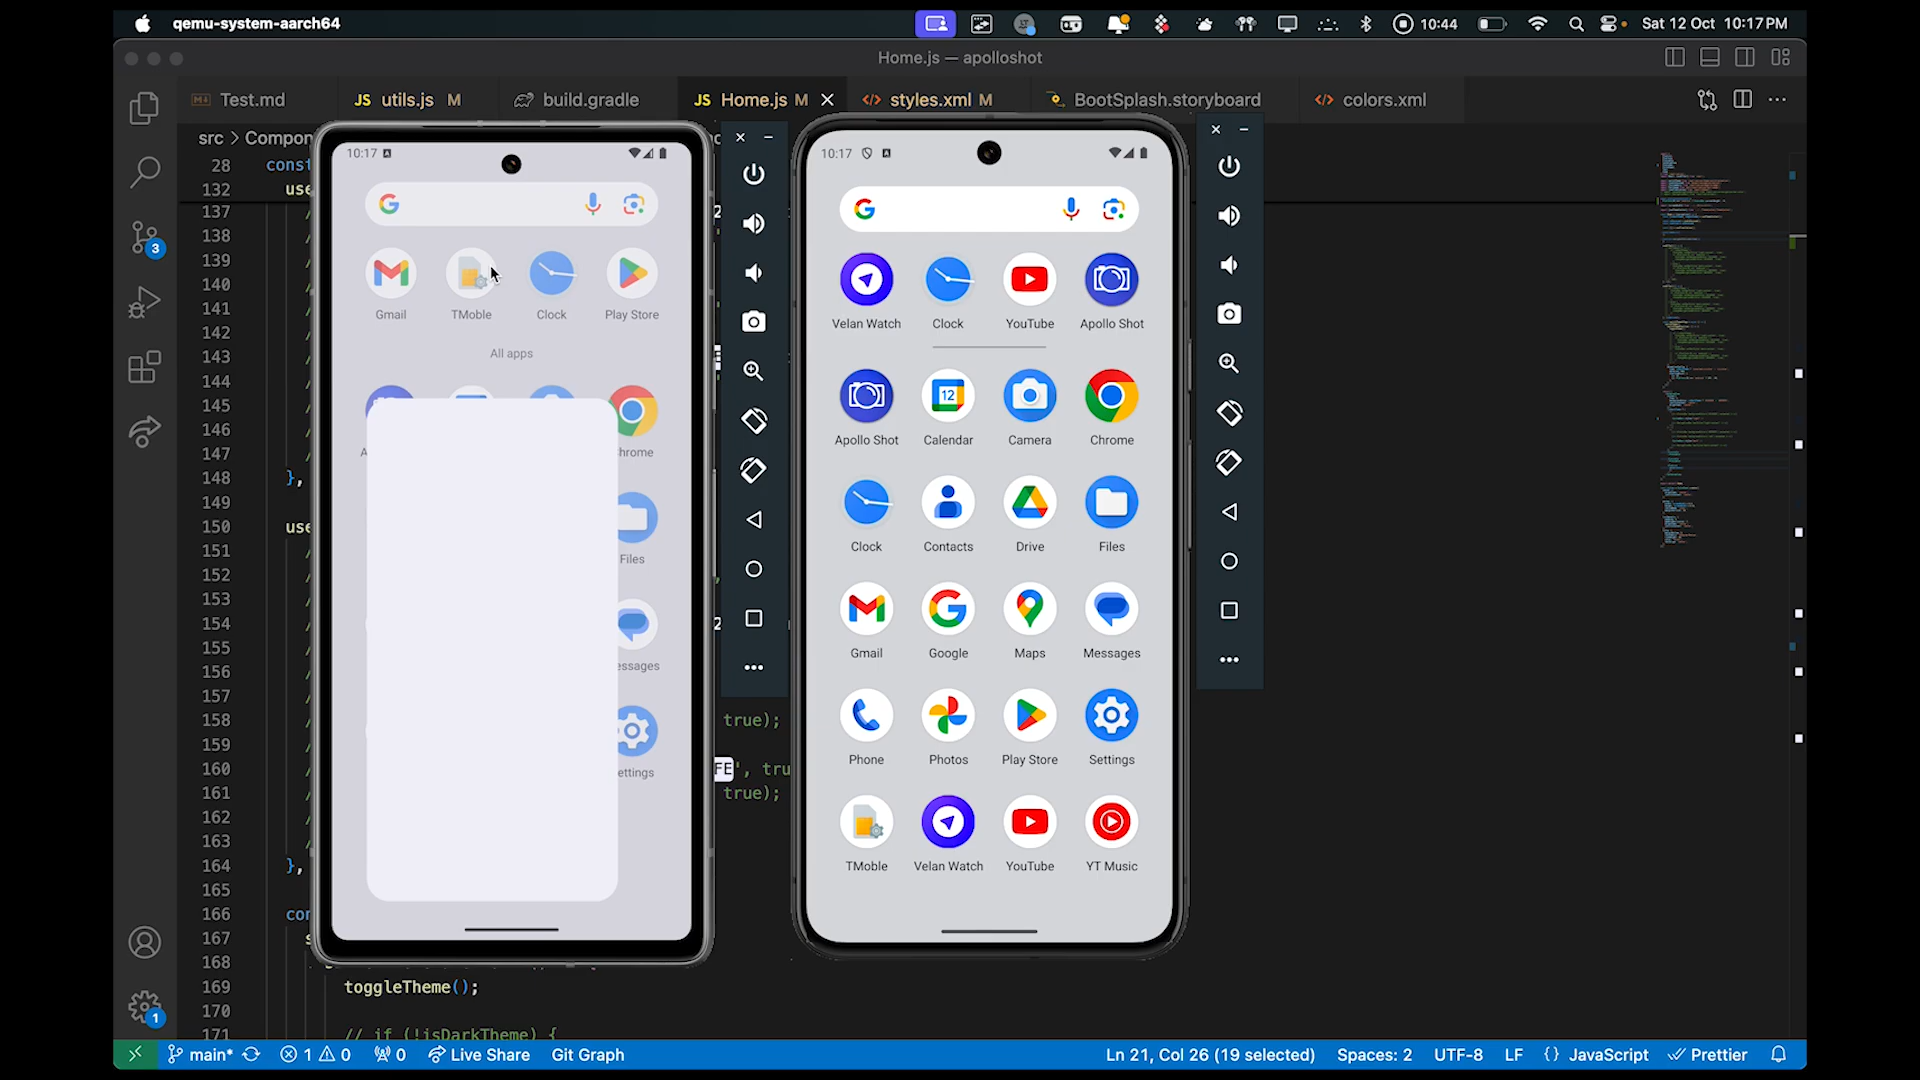 qemu-system-aarch64
10:44
Sat 12 Oct 10:17 PM
Home.js — apolloshot
Test.md
JS utils.js M
build.gradle
JS Home.js M
styles.xml M
BootSplash.storyboard
colors.xml
src > Compon
28 const
132 use
137 /
138 /
139 /
140 /
141 /
142 /
143 /
144 /
145 /
146 /
147 /
148 },
149
150 use
151 /
152 /
153 /
154 /
155 /
156 /
157 /
158 / true);
159 /
160 / FE', tru
161 / true);
162 /
163 /
164 },
165
166 con
167 s
168
169 toggleTheme();
170
171 // if (!isDarkTheme) {
3
1
10:17
Gmail
TMoble
Clock
Play Store
All apps
A
hrome
Files
essages
ettings
10:17
Velan Watch
Clock
YouTube
Apollo Shot
Apollo Shot
12
Calendar
Camera
Chrome
Clock
Contacts
Drive
Files
Gmail
Google
Maps
Messages
Phone
Photos
Play Store
Settings
TMoble
Velan Watch
YouTube
YT Music
main* 1 0 0 Live Share Git Graph
Ln 21, Col 26 (19 selected) Spaces: 2 UTF-8 LF {} JavaScript Prettier